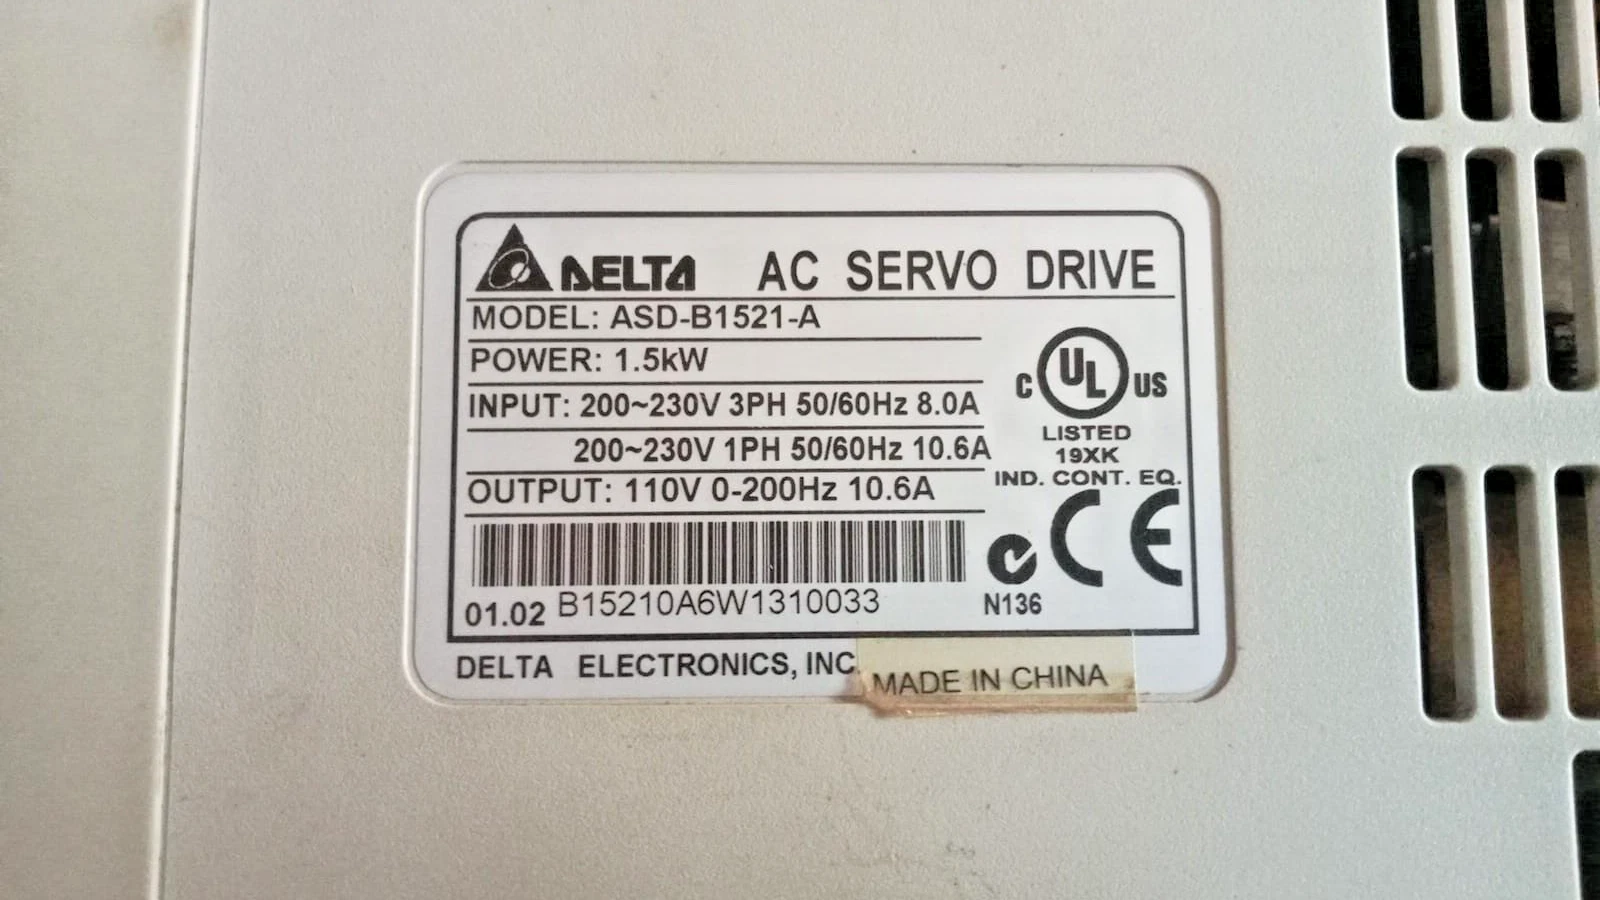 DELTA AC SERVO DRIVE
MODEL: ASD-B1521-A
POWER: 1.5kW
INPUT: 200~230V 3PH 50/60Hz 8.0A
200~230V 1PH 50/60Hz 10.6A
OUTPUT: 110V 0-200Hz 10.6A
C UL US
LISTED
19XK
IND. CONT. EQ.
CE
N136
01.02 B15210A6W1310033
DELTA ELECTRONICS, INC.
MADE IN CHINA